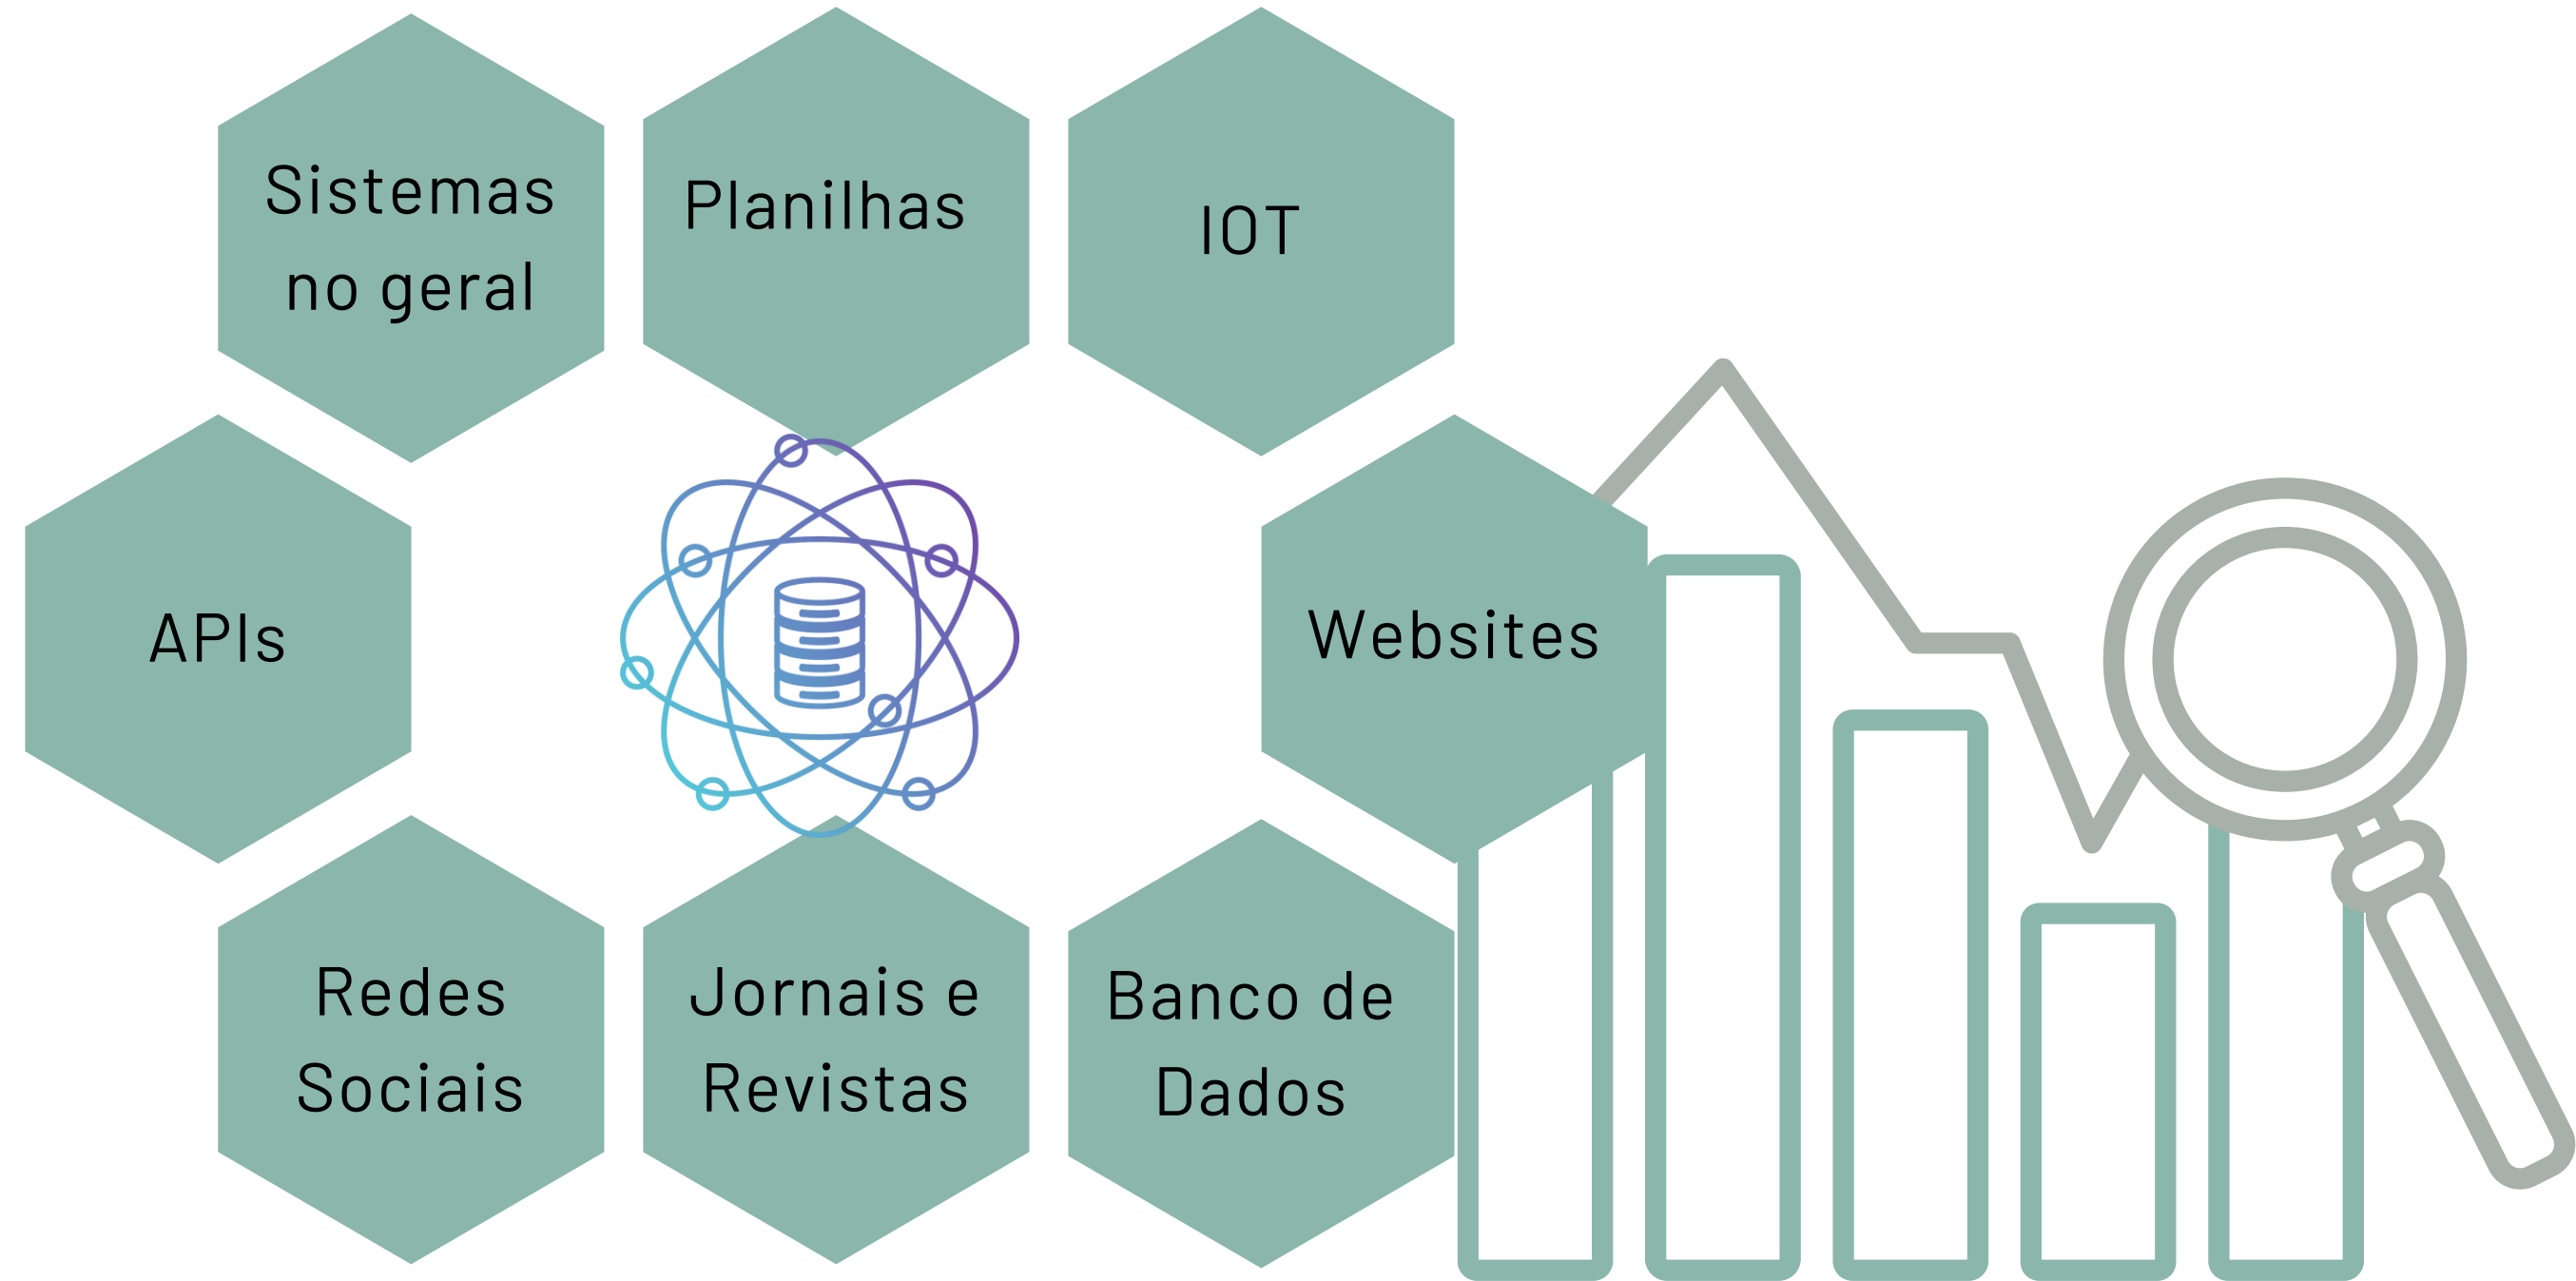 Sistemas
no geral
Planilhas
IOT
APIs
Websites
Redes
Sociais
Jornais e
Revistas
Banco de
Dados